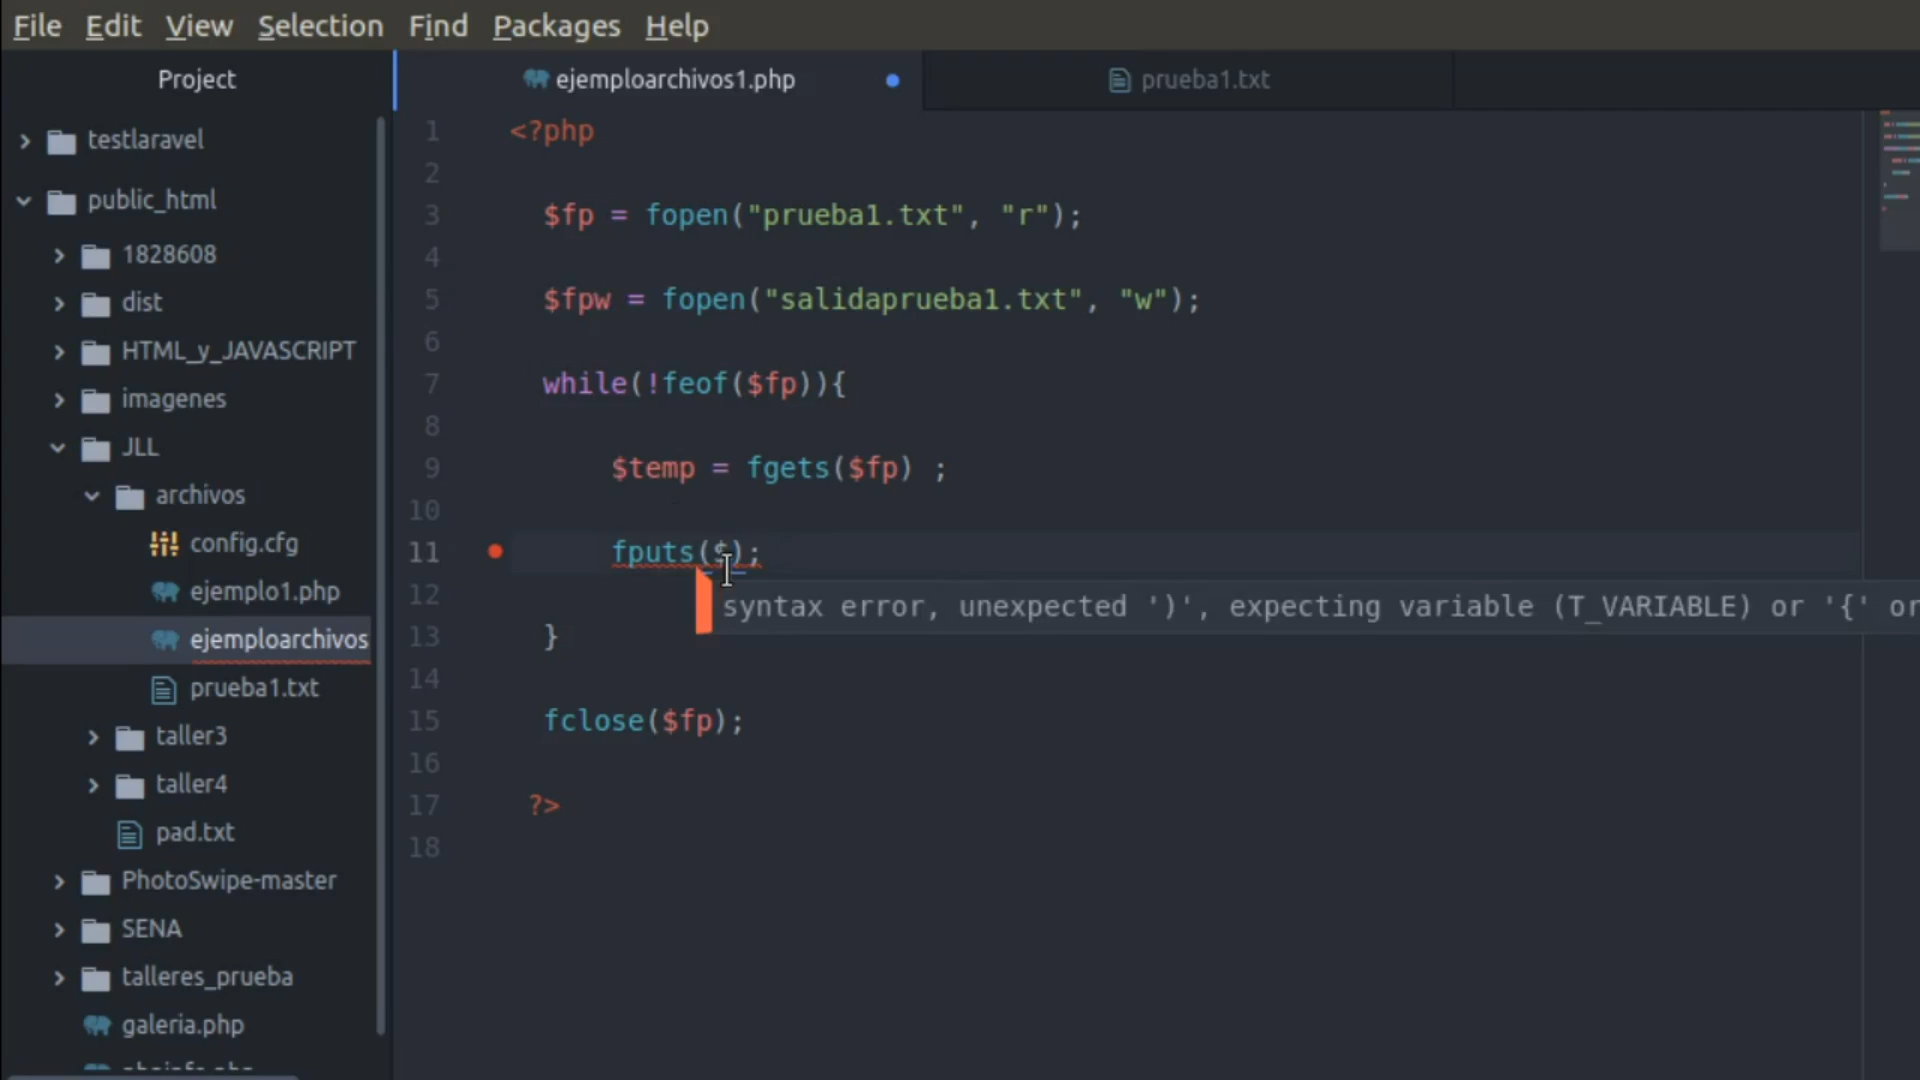 File Edit View Selection Find Packages Help
Project
testlaravel
public_html
1828608
dist
HTML_y_JAVASCRIPT
imagenes
JLL
archivos
config.cfg
ejemplo1.php
ejemploarchivos
prueba1.txt
taller3
taller4
pad.txt
PhotoSwipe-master
SENA
talleres_prueba
galeria.php
ejemploarchivos1.php prueba1.txt
1 <?php
2
3 $fp = fopen("prueba1.txt", "r");
4
5 $fpw = fopen("salidaprueba1.txt", "w");
6
7 while(!feof($fp)){
8
9 $temp = fgets($fp) ;
10
11 fputs($);
12 syntax error, unexpected ')', expecting variable (T_VARIABLE) or '{' or
13 }
14
15 fclose($fp);
16
17 ?>
18